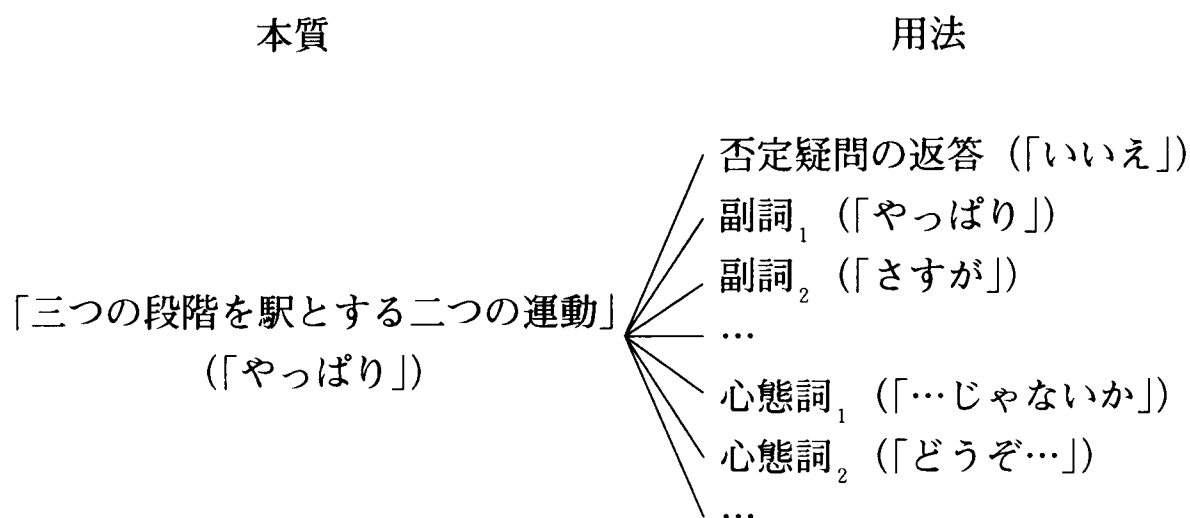 本質 用法
否定疑問の返答（「いいえ」）
副詞₁（「やっぱり」）
副詞₂（「さすが」）
「三つの段階を駅とする二つの運動」 …
（「やっぱり」）
心態詞₁（「…じゃないか」）
心態詞₂（「どうぞ…」）
…